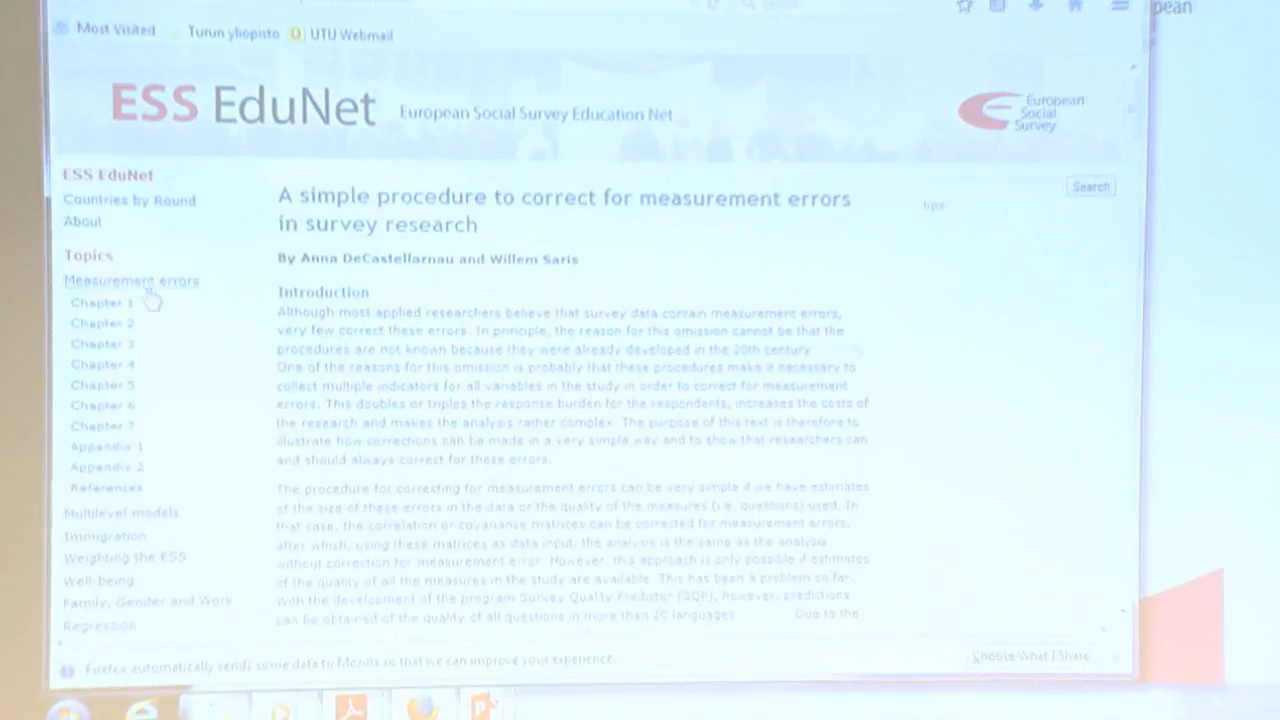 pean
Most Visited Turun yliopisto UTU Webmail
ESS EduNet European Social Survey Education Net
European
Social
Survey
ESS EduNet
Countries by Round
About
Topics
Measurement errors
Chapter 1
Chapter 2
Chapter 3
Chapter 4
Chapter 5
Chapter 6
Chapter 7
Appendix 1
Appendix 2
References
Multilevel models
Immigration
Weighting the ESS
Well-being
Family, Gender and Work
Regression
Search
tips
A simple procedure to correct for measurement errors
in survey research
By Anna DeCastellarnau and Willem Saris
Introduction
Although most applied researchers believe that survey data contain measurement errors,
very few correct these errors. In principle, the reason for this omission cannot be that the
procedures are not known because they were already developed in the 20th century
One of the reasons for this omission is probably that these procedures make it necessary to
collect multiple indicators for all variables in the study in order to correct for measurement
errors. This doubles or triples the response burden for the respondents, increases the costs of
the research and makes the analysis rather complex. The purpose of this text is therefore to
illustrate how corrections can be made in a very simple way and to show that researchers can
and should always correct for these errors.
The procedure for correcting for measurement errors can be very simple if we have estimates
of the size of these errors in the data or the quality of the measures (i.e. questions) used. In
that case, the correlation or covariance matrices can be corrected for measurement errors,
after which, using these matrices as data input, the analysis is the same as the analysis
without correction for measurement error. However, this approach is only possible if estimates
of the quality of all the measures in the study are available. This has been a problem so far.
With the development of the program Survey Quality Predictor (SQP), however, predictions
can be obtained of the quality of all questions in more than 20 languages Due to the
Firefox automatically sends some data to Mozilla so that we can improve your experience.
Choose What I Share